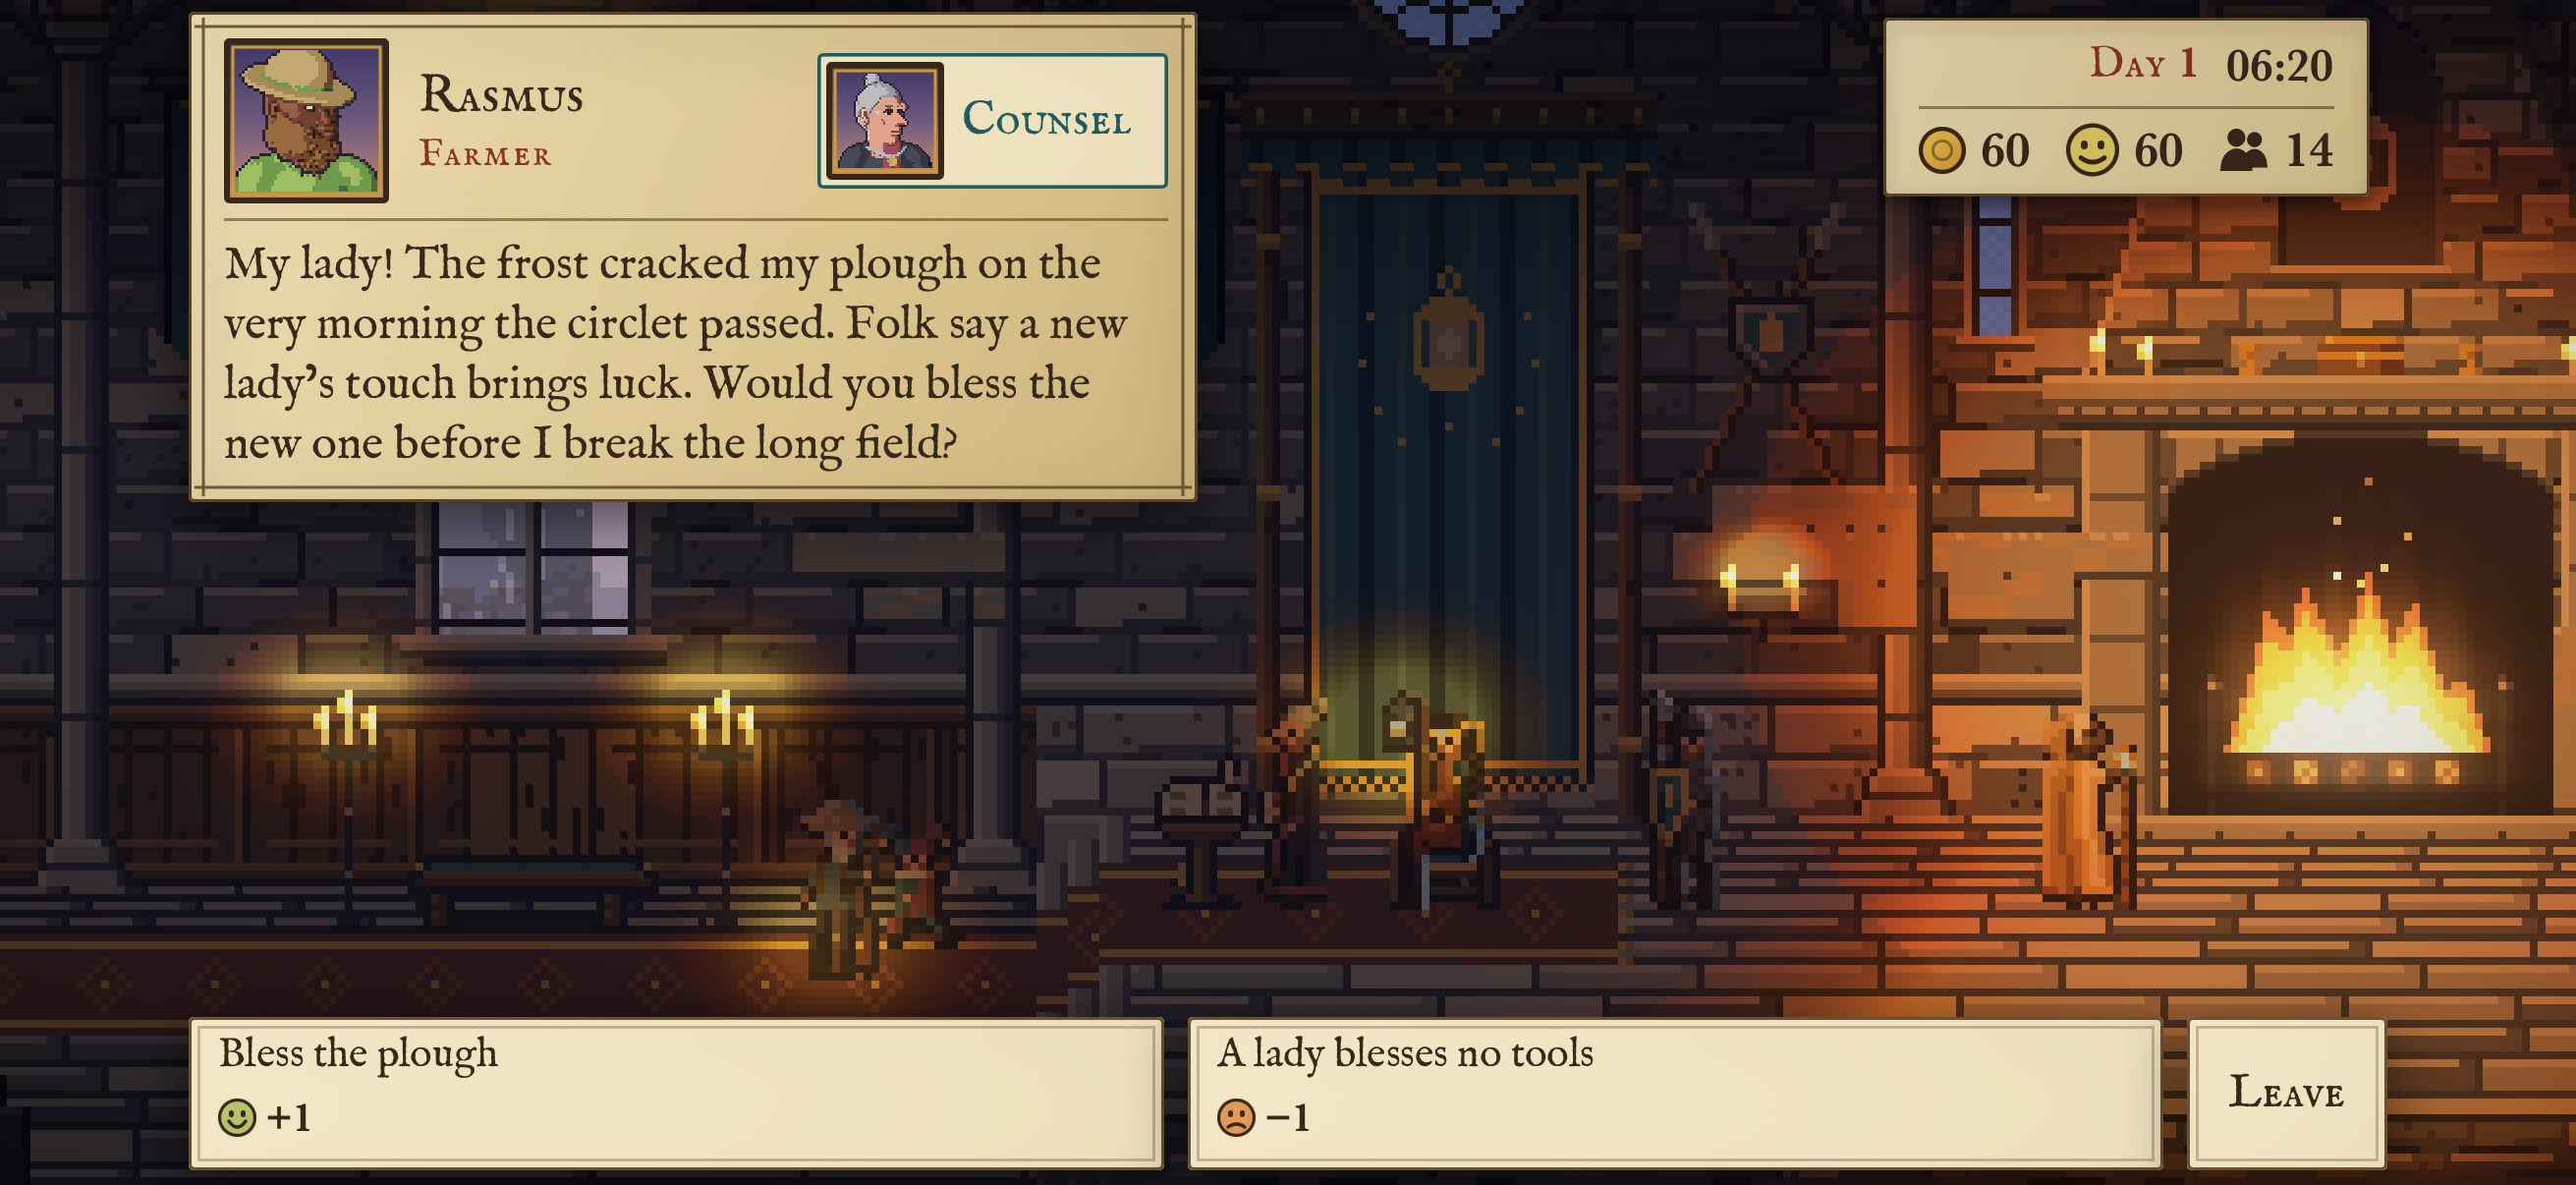 Rasmus
Farmer
Counsel
My lady! The frost cracked my plough on the
very morning the circlet passed. Folk say a new
lady's touch brings luck. Would you bless the
new one before I break the long field?
Day 1 06:20
60 60 14
Bless the plough
+1
A lady blesses no tools
−1
Leave